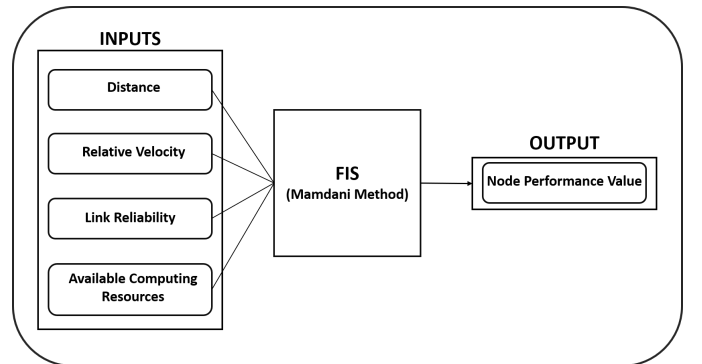 INPUTS
Distance
Relative Velocity
Link Reliability
Available Computing
Resources
FIS
(Mamdani Method)
OUTPUT
Node Performance Value